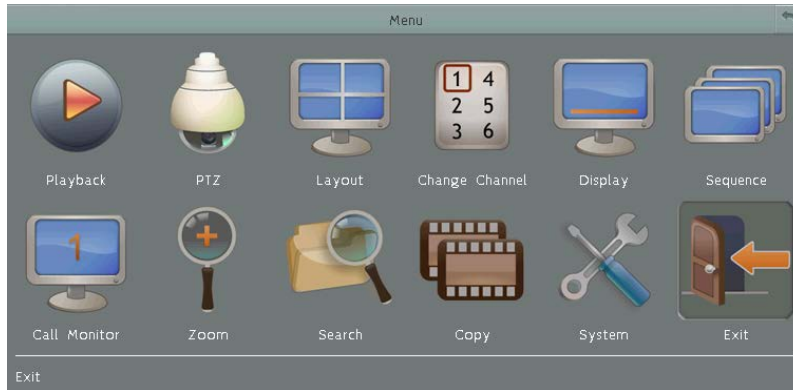 Menu
Playback PTZ Layout Change Channel Display Sequence
1 4
2 5
3 6
1
Call Monitor Zoom Search Copy System Exit
Exit